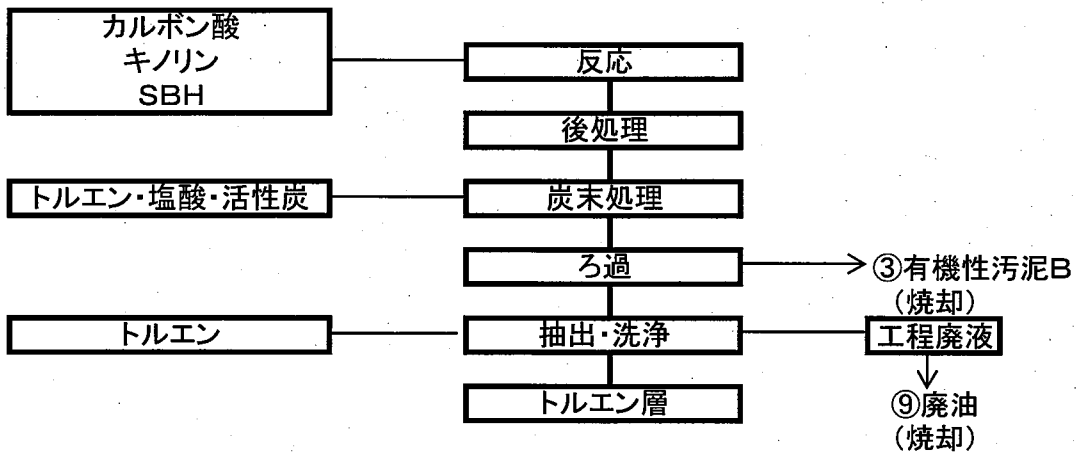 カルボン酸
キノリン
SBH
反応
後処理
トルエン・塩酸・活性炭
炭末処理
ろ過
③有機性汚泥B
(焼却)
トルエン
抽出・洗浄
工程廃液
トルエン層
⑨廃油
(焼却)